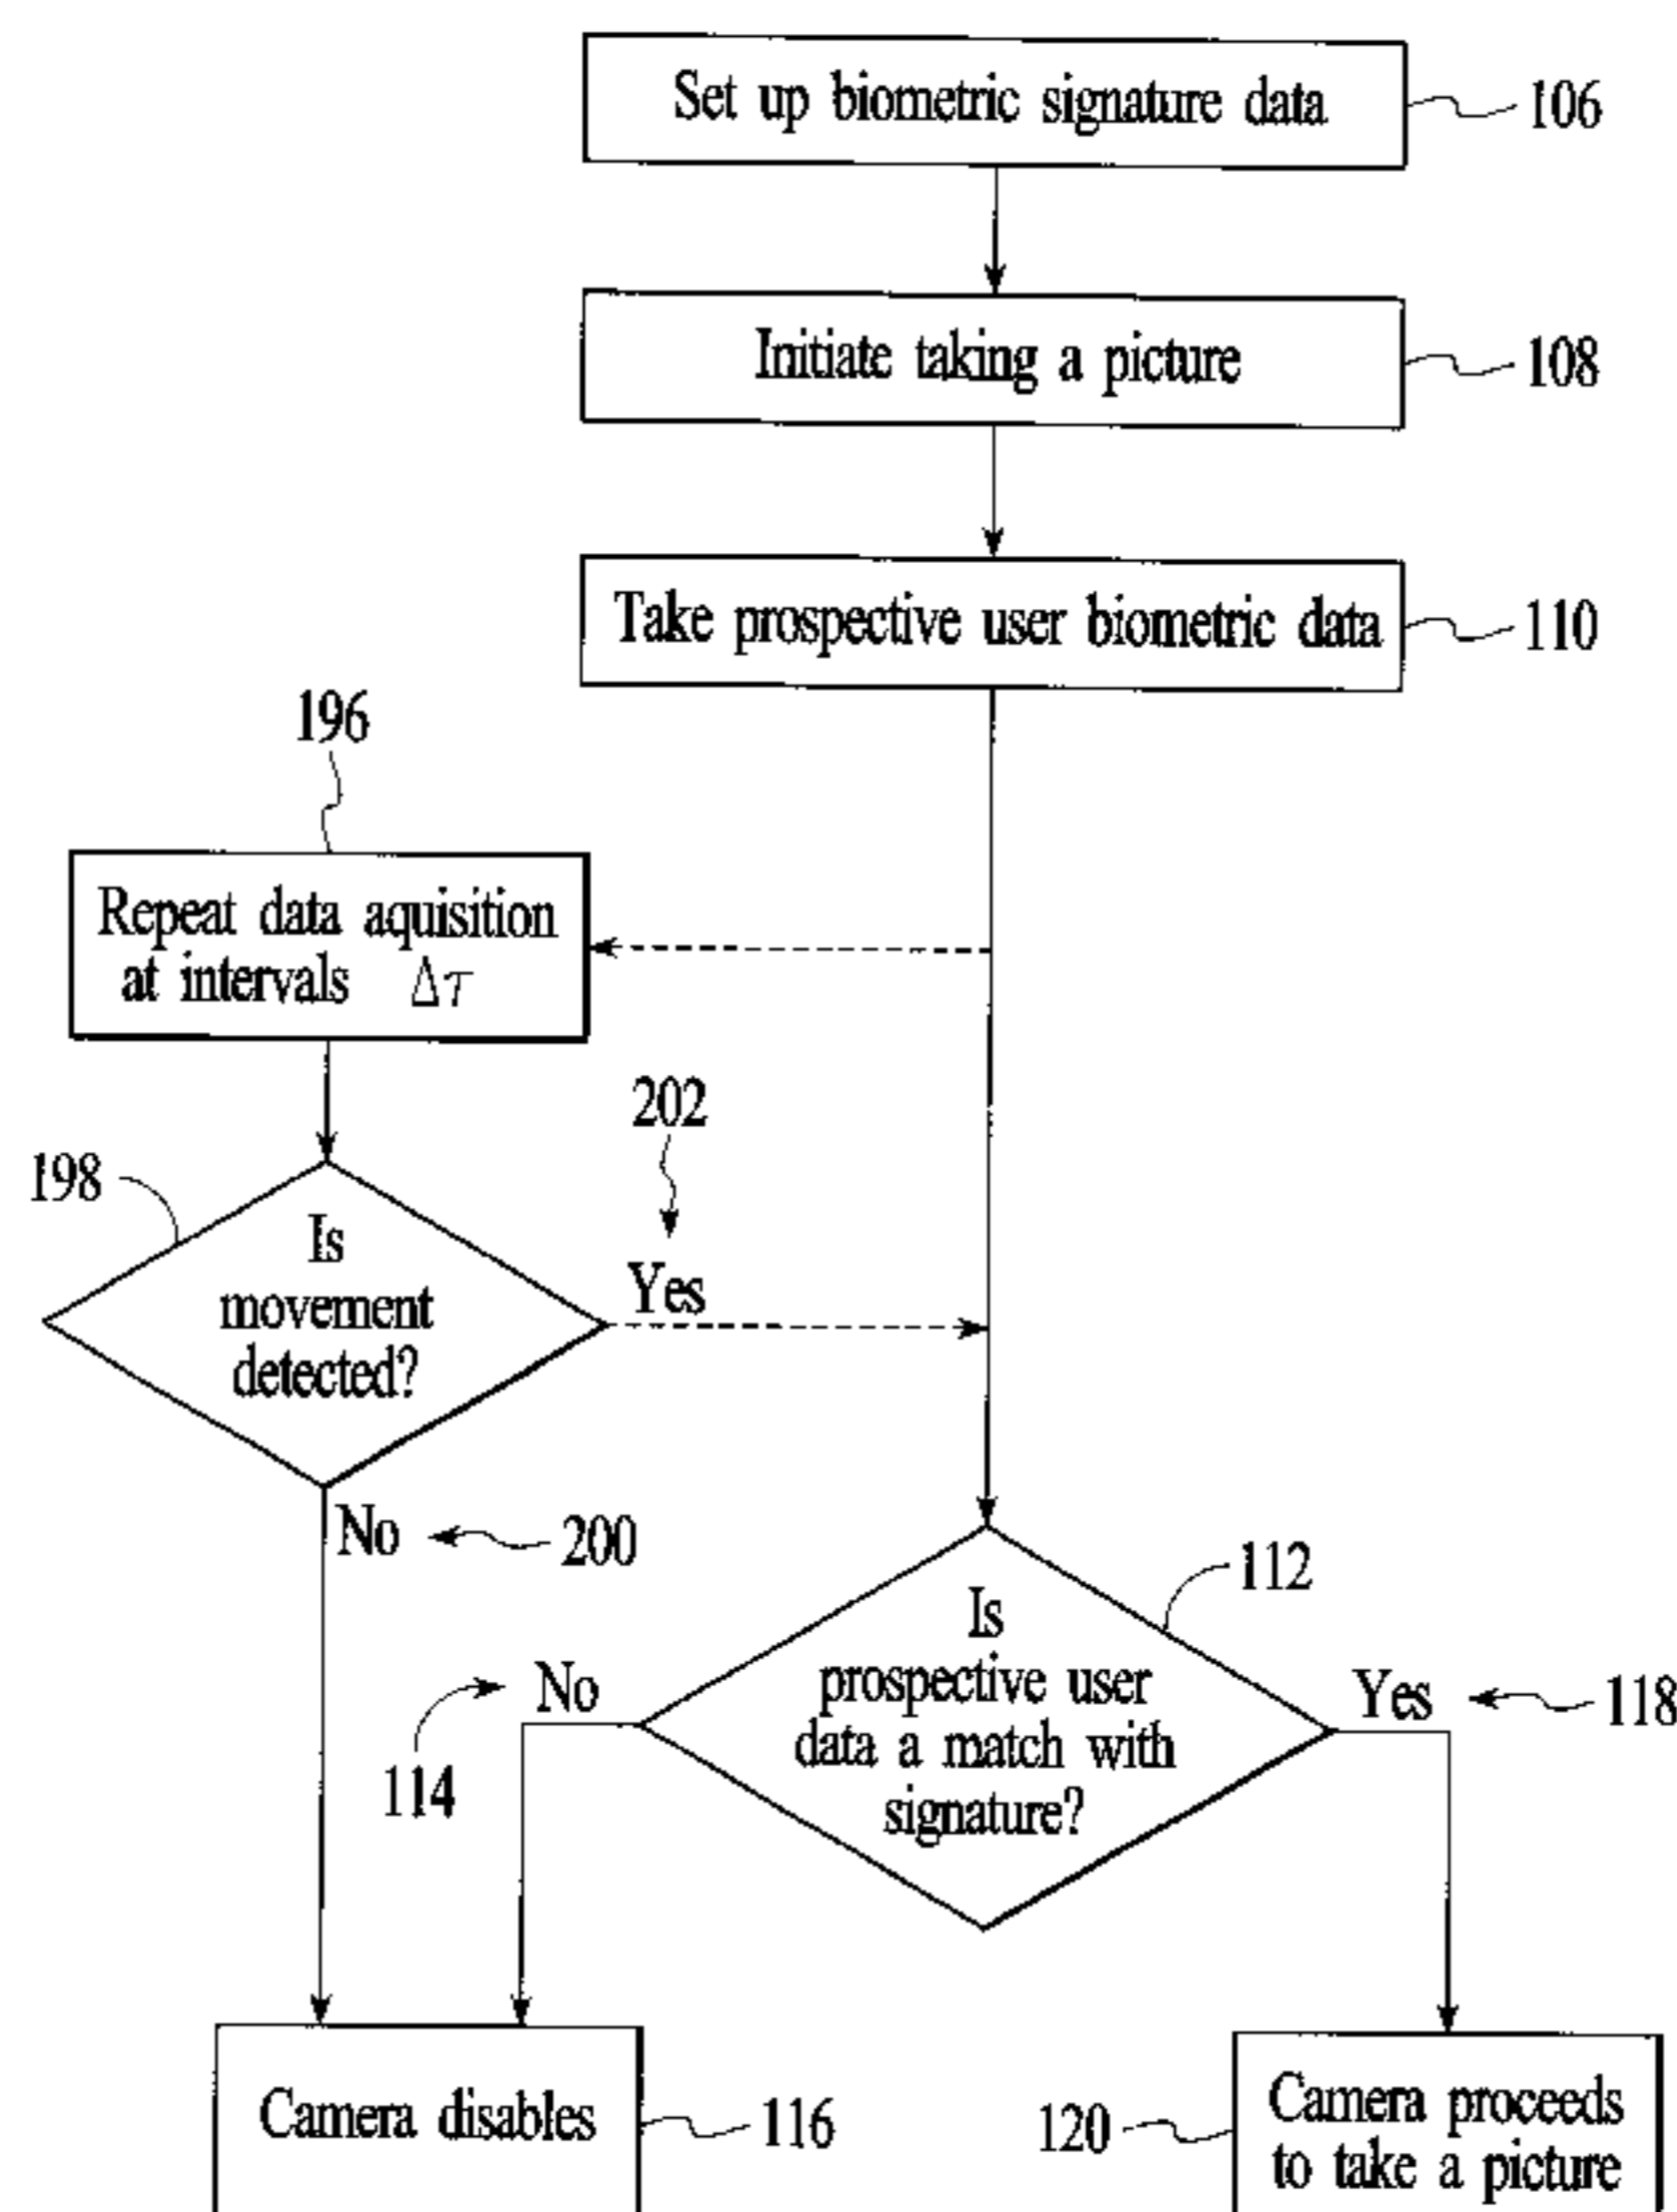 Set up biometric signature data
106
Initiate taking a picture
108
Take prospective user biometric data
110
196
Repeat data aquisition
at intervals Δτ
202
198
Is
movement
detected?
Yes
No
200
112
Is
prospective user
data a match with
signature?
No
114
Yes
118
Camera disables
116
120
Camera proceeds
to take a picture